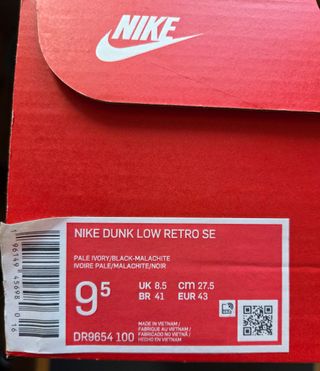 NIKE
NIKE DUNK LOW RETRO SE
PALE IVORY/BLACK-MALACHITE
IVOIRE PALE/MALACHITE/NOIR
9.5
UK 8.5 cm 27.5
BR 41 EUR 43
MADE IN VIETNAM/
FABRIQUE AU VIETNAM/
FABRICADO NO VIETNÃ/
HECHO EN VIETNAM
DR9654 100